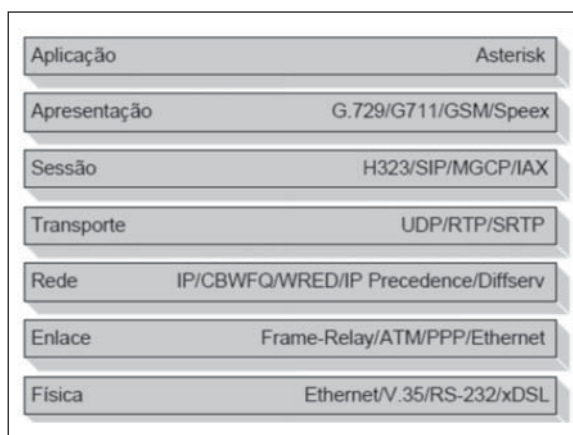 Aplicação Asterisk
Apresentação G.729/G711/GSM/Speex
Sessão H323/SIP/MGCP/IAX
Transporte UDP/RTP/SRTP
Rede IP/CBWFQ/WRED/IP Precedence/Diffserv
Enlace Frame-Relay/ATM/PPP/Ethernet
Física Ethernet/V.35/RS-232/xDSL